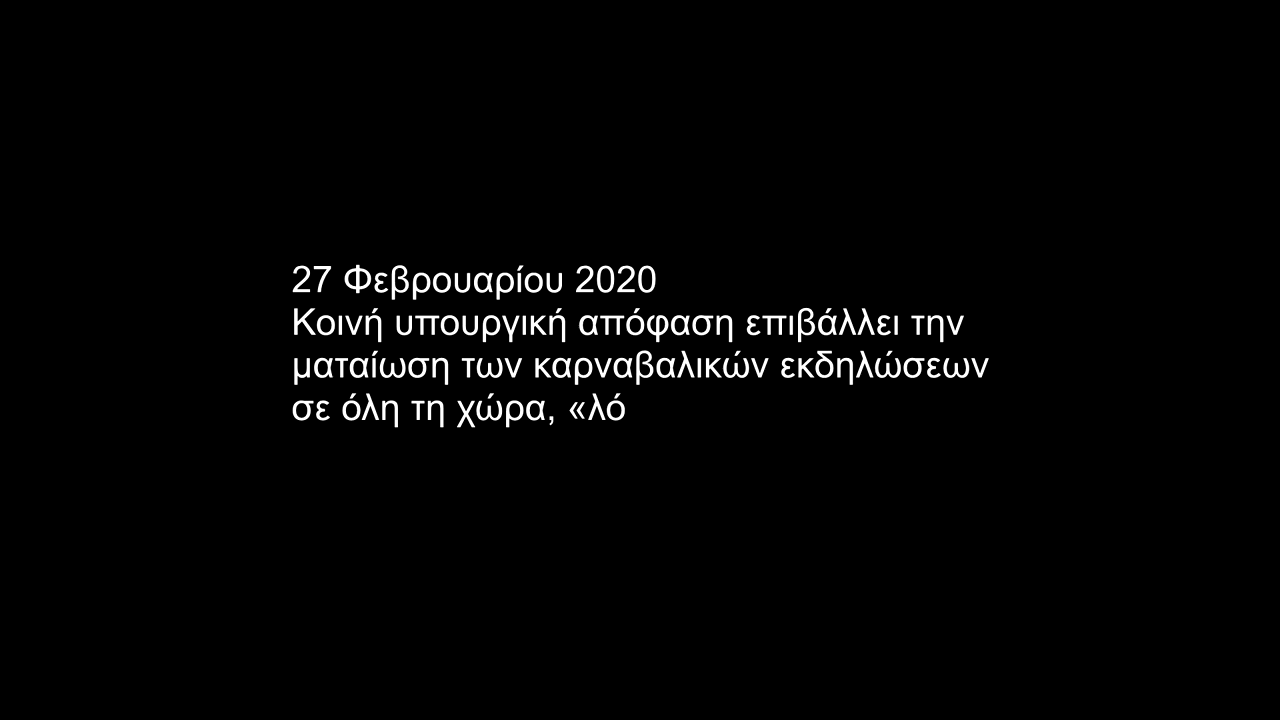 27 Φεβρουαρίου 2020
Κοινή υπουργική απόφαση επιβάλλει την
ματαίωση των καρναβαλικών εκδηλώσεων
σε όλη τη χώρα, «λό